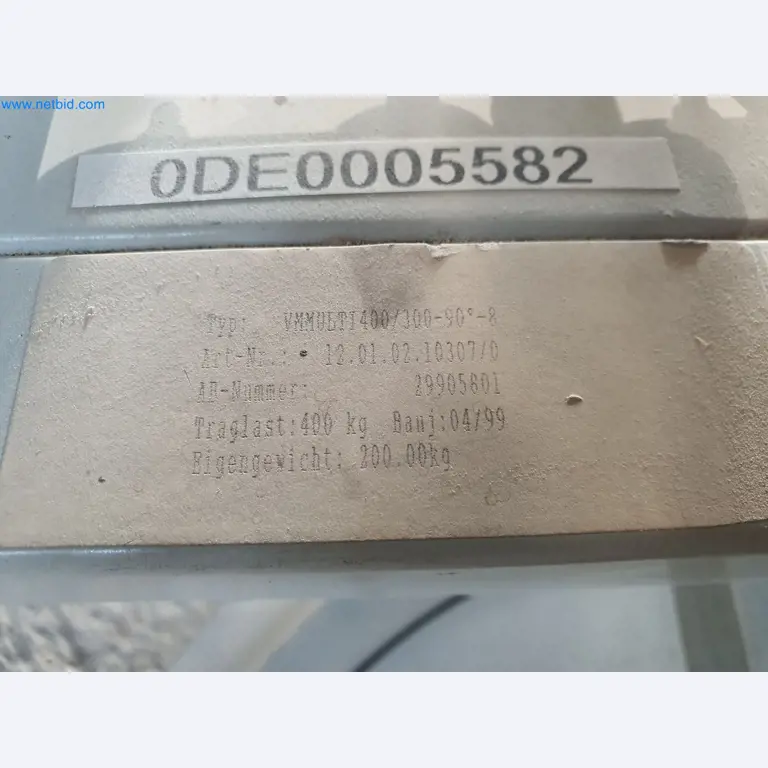 www.netbid.com
0DE0005582
Typ: VMMULTI400/300-90°-8
Art-Nr.: 12.01.02.10307/0
AB-Nummer: 29905801
Traglast:400 kg Bauj:04/99
Eigengewicht: 200.00kg